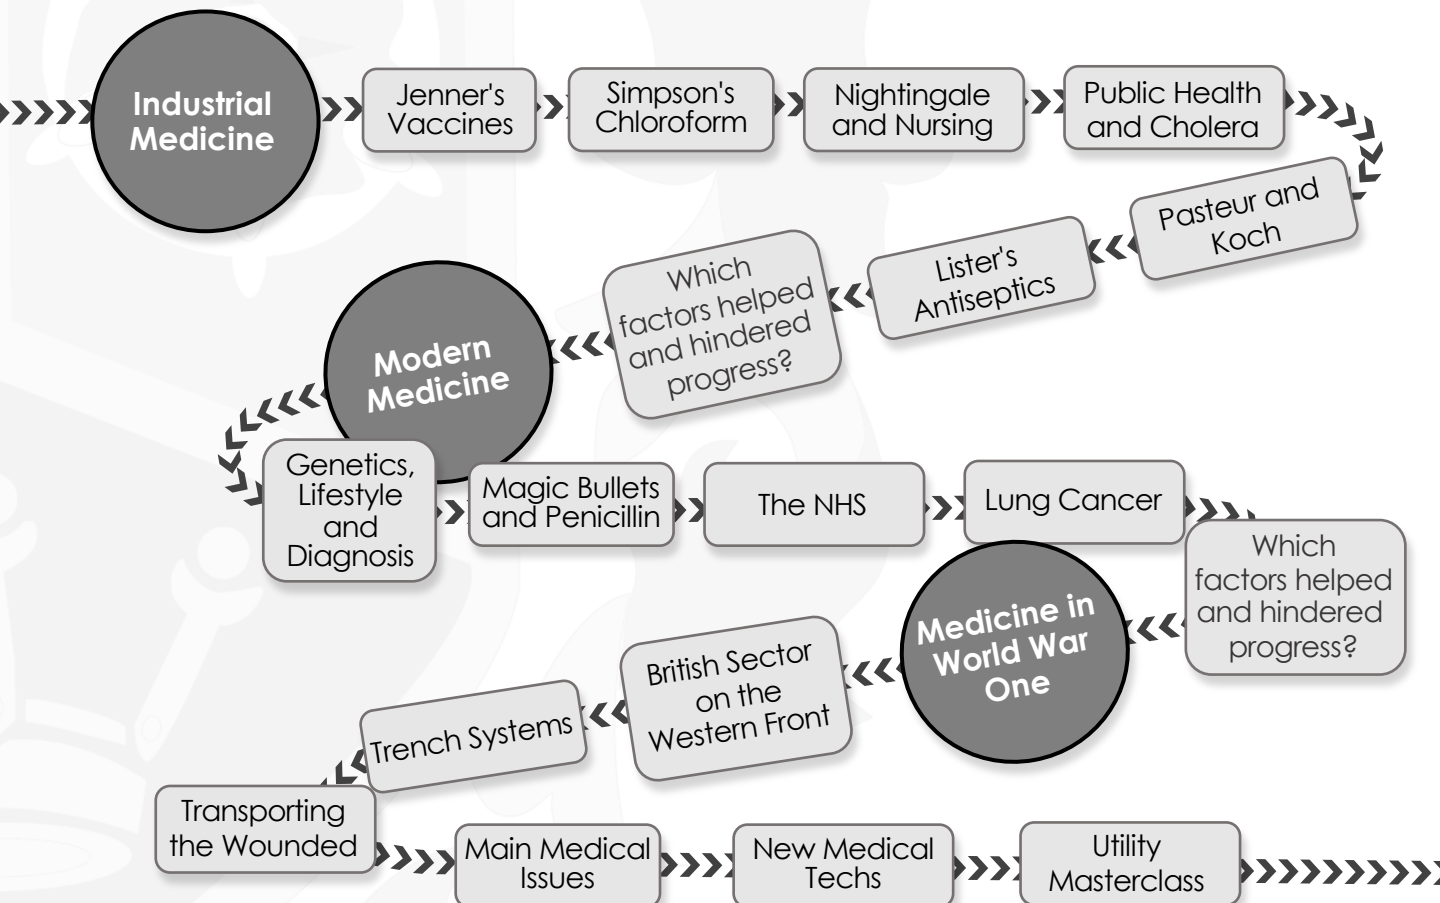 Industrial
Medicine
Jenner's
Vaccines
Simpson's
Chloroform
Nightingale
and Nursing
Public Health
and Cholera
Pasteur and
Koch
Lister's
Antiseptics
Which
factors helped
and hindered
progress?
Modern
Medicine
Genetics,
Lifestyle
and
Diagnosis
Magic Bullets
and Penicillin
The NHS
Lung Cancer
Which
factors helped
and hindered
progress?
Medicine in
World War
One
British Sector
on the
Western Front
Trench Systems
Transporting
the Wounded
Main Medical
Issues
New Medical
Techs
Utility
Masterclass